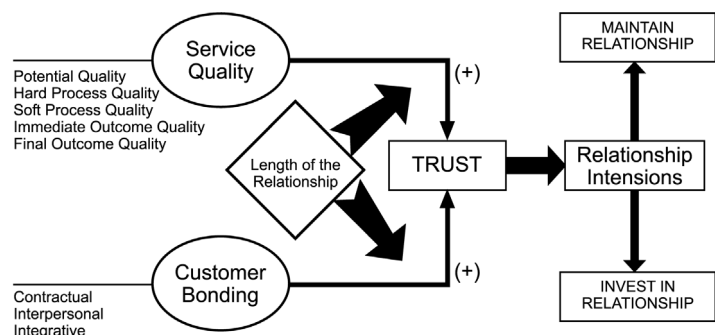 Service
Quality
Potential Quality
Hard Process Quality
Soft Process Quality
Immediate Outcome Quality
Final Outcome Quality
(+)
Length of the
Relationship
TRUST
Relationship
Intensions
MAINTAIN
RELATIONSHIP
Customer
Bonding
(+)
Contractual
Interpersonal
Integrative
INVEST IN
RELATIONSHIP